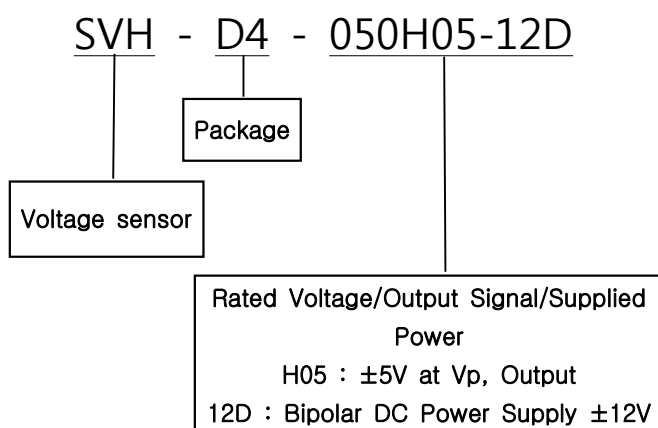 SVH - D4 - 050H05-12D
Package
Voltage sensor
Rated Voltage/Output Signal/Supplied
Power
H05 : ±5V at Vp, Output
12D : Bipolar DC Power Supply ±12V